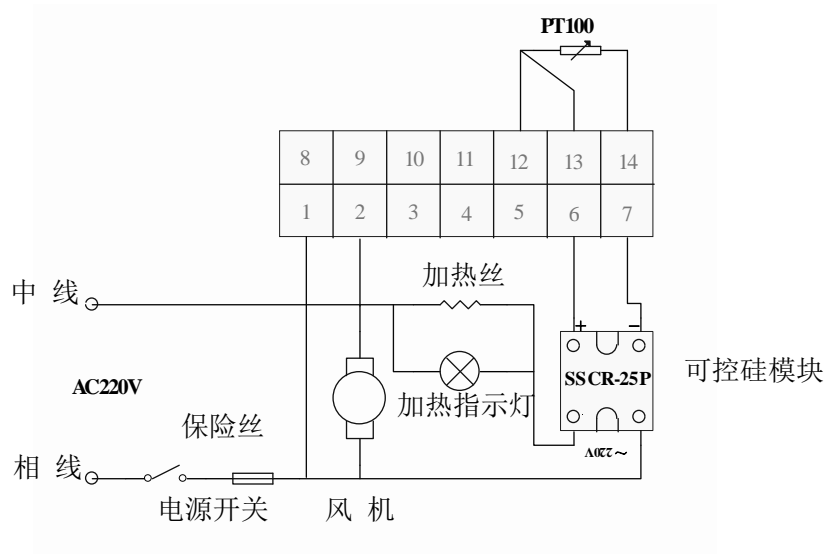 PT100
8 9 10 11 12 13 14
1 2 3 4 5 6 7
中 线
加热丝
+ −
SSCR-25P
可控硅模块
AC220V
加热指示灯
保险丝
~220V
相 线
电源开关
风 机